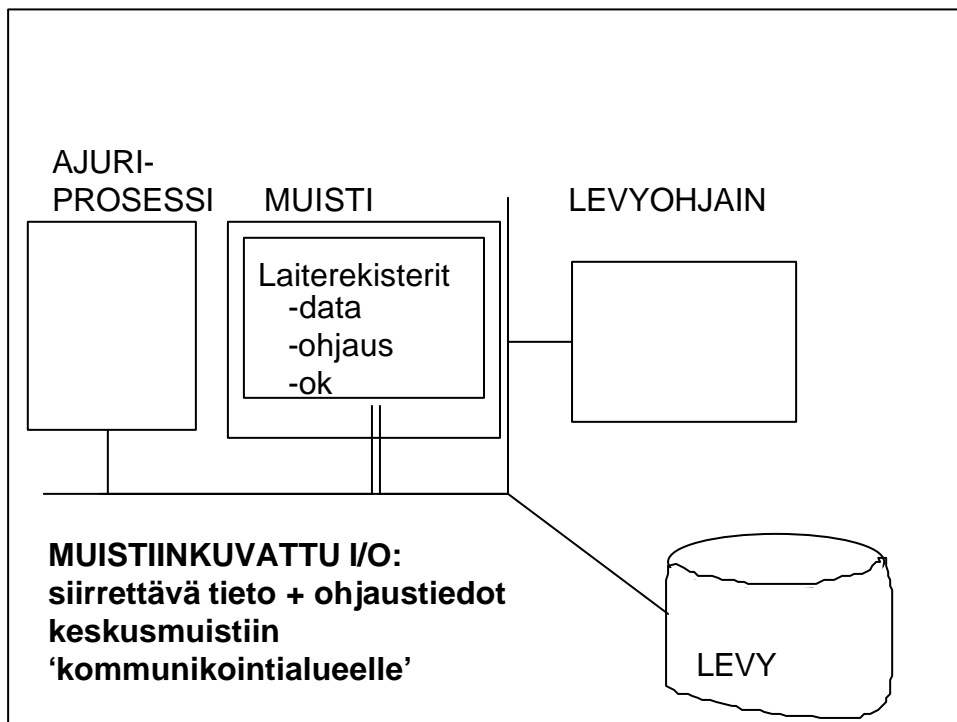 AJURI-
PROSESSI
MUISTI
LEVYOHJAIN
Laiterekisterit
-data
-ohjaus
-ok
MUISTIINKUVATTU I/O:
siirrettävä tieto + ohjaustiedot
keskusmuistiin
‘kommunikointialueelle’
LEVY